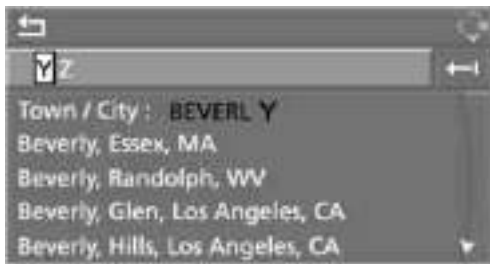 Y Z
Town / City : BEVERL Y
Beverly, Essex, MA
Beverly, Randolph, WV
Beverly, Glen, Los Angeles, CA
Beverly, Hills, Los Angeles, CA